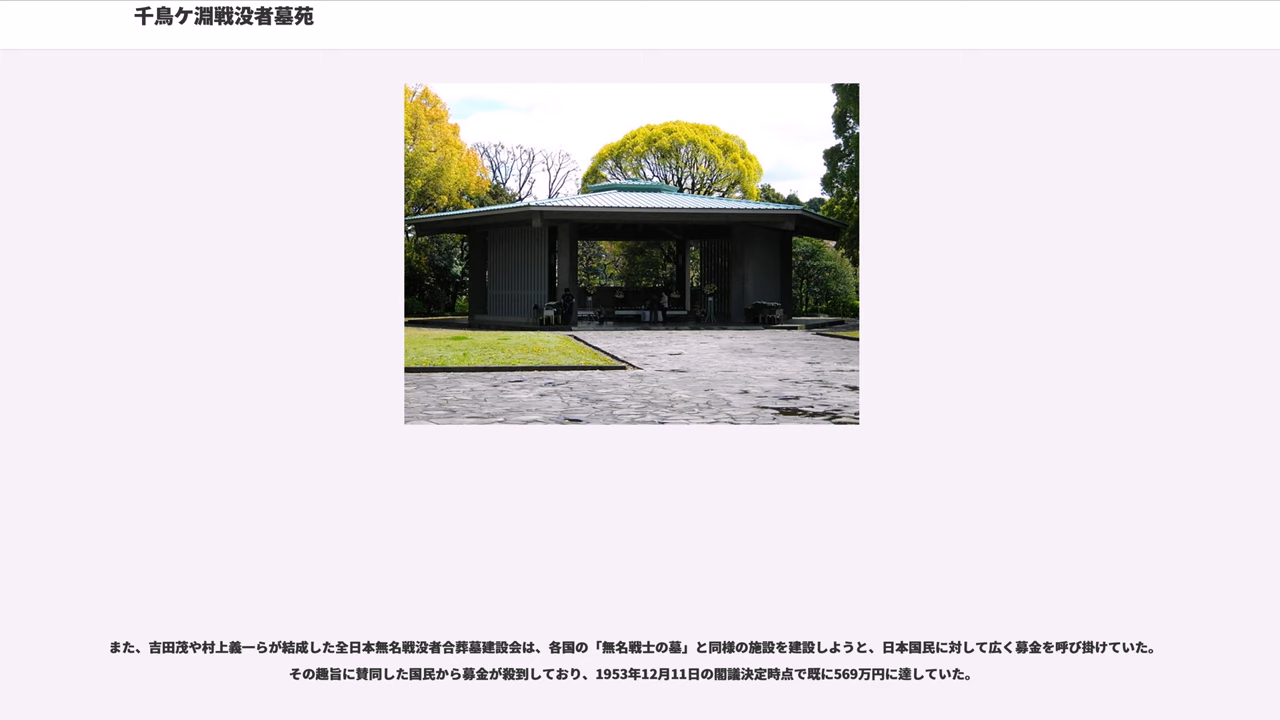 千鳥ケ淵戦没者墓苑
また、吉田茂や村上義一らが結成した全日本無名戦没者合葬墓建設会は、各国の「無名戦士の墓」と同様の施設を建設しようと、日本国民に対して広く募金を呼び掛けていた。
その趣旨に賛同した国民から募金が殺到しており、1953年12月11日の閣議決定時点で既に569万円に達していた。